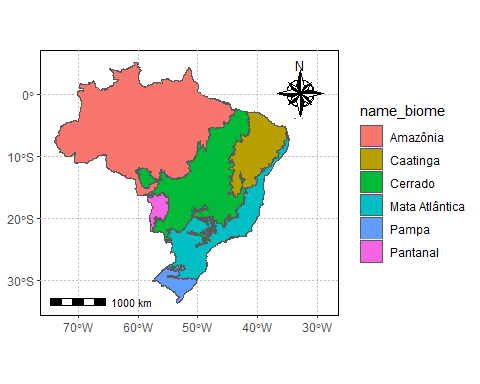 N
0°
10°S
20°S
30°S
1000 km
70°W
60°W
50°W
40°W
30°W
name_biome
Amazônia
Caatinga
Cerrado
Mata Atlântica
Pampa
Pantanal